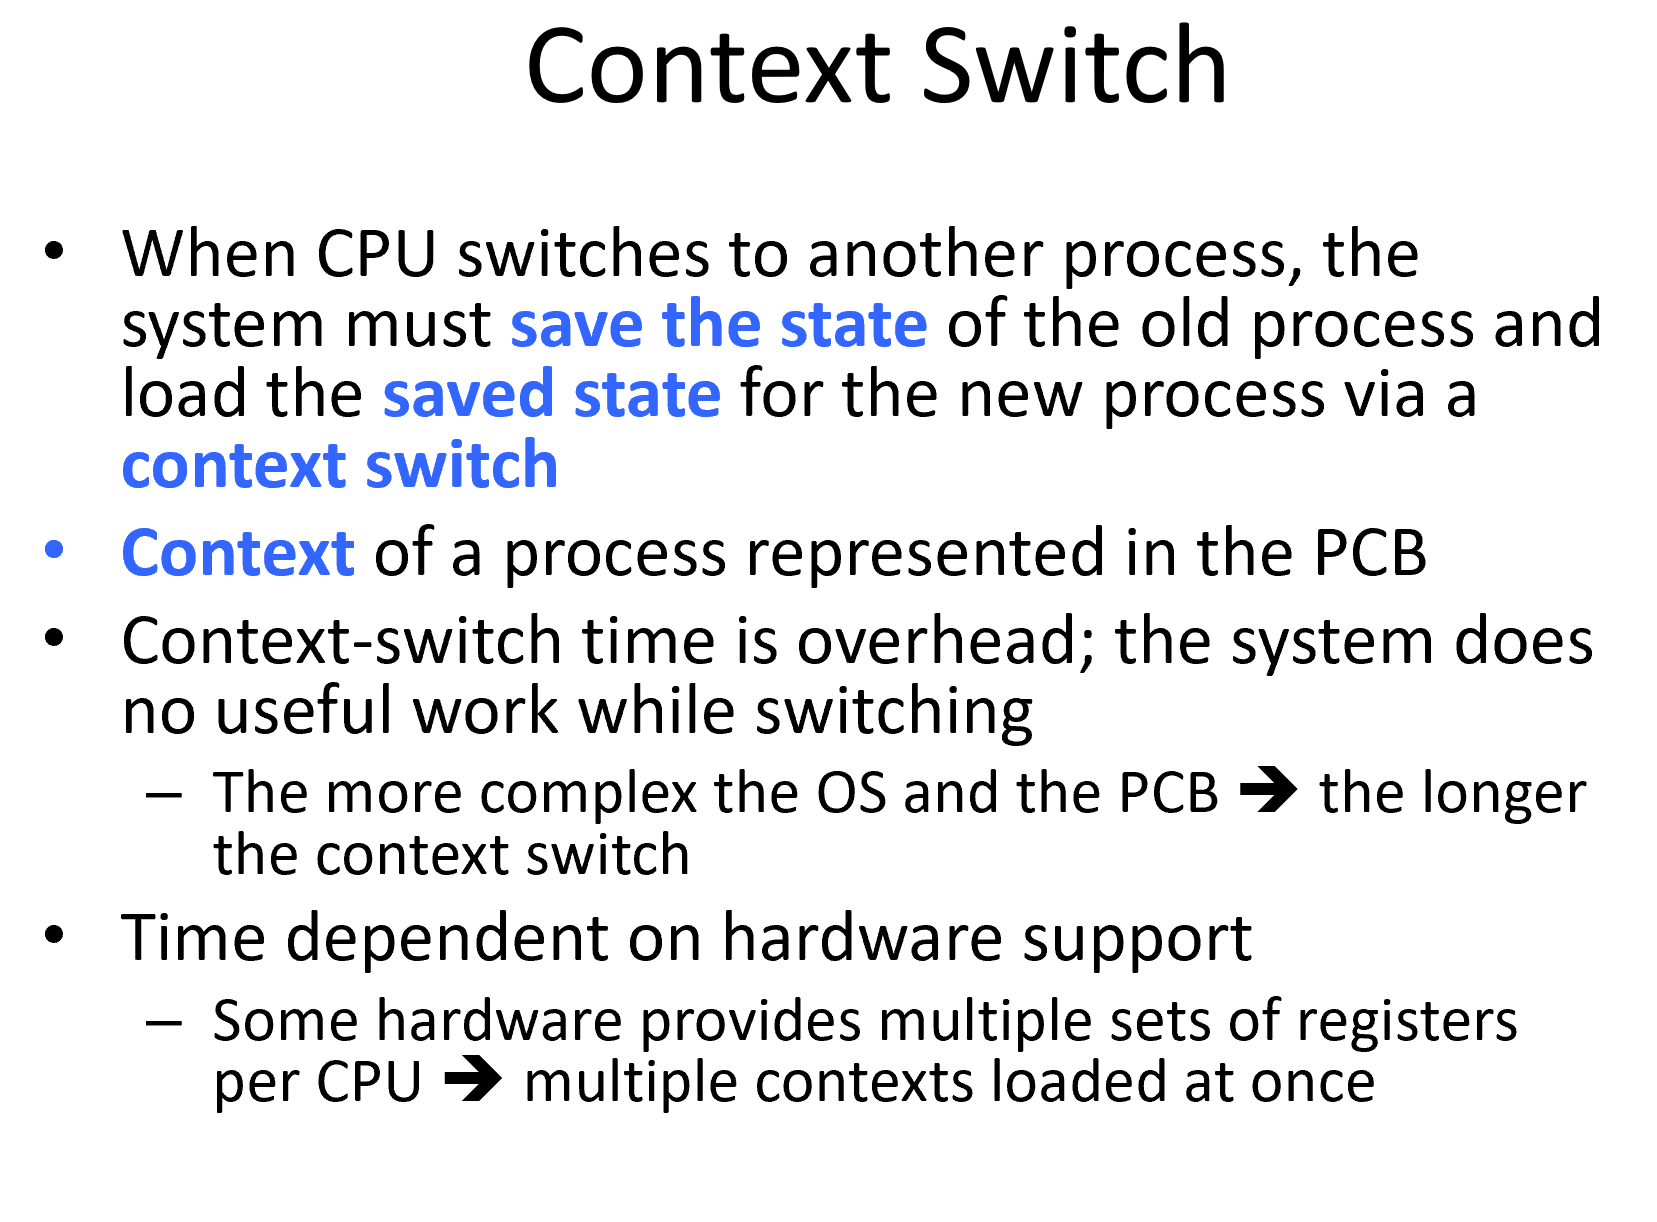 Context Switch
• When CPU switches to another process, the
system must save the state of the old process and
load the saved state for the new process via a
context switch
• Context of a process represented in the PCB
• Context-switch time is overhead; the system does
no useful work while switching
– The more complex the OS and the PCB ➔ the longer
the context switch
• Time dependent on hardware support
– Some hardware provides multiple sets of registers
per CPU ➔ multiple contexts loaded at once